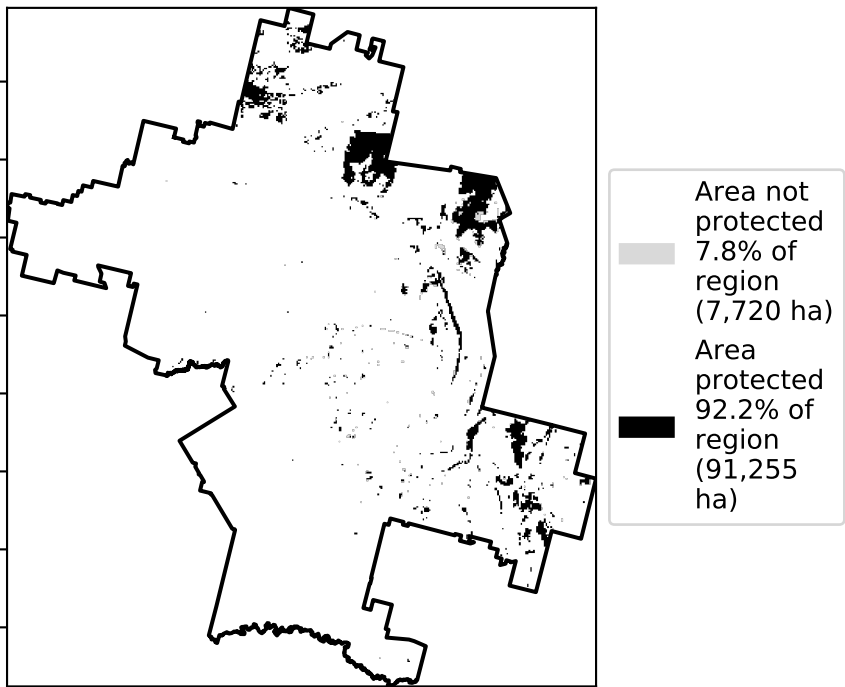 Area not
protected
7.8% of
region
(7,720 ha)
Area
protected
92.2% of
region
(91,255
ha)